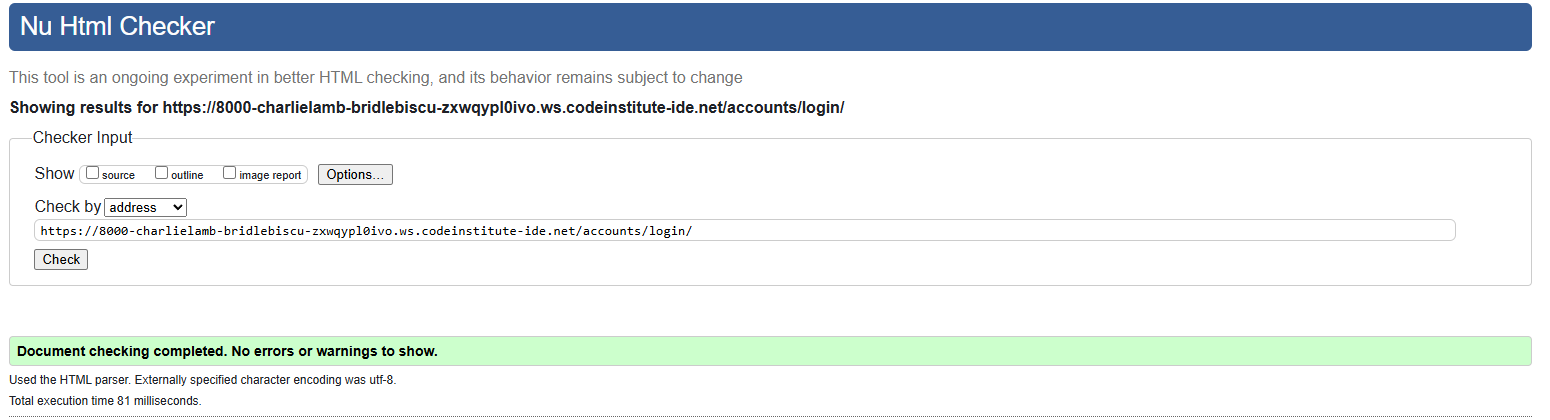 Nu Html Checker
This tool is an ongoing experiment in better HTML checking, and its behavior remains subject to change
Showing results for https://8000-charlielamb-bridlebiscu-zxwqypl0ivo.ws.codeinstitute-ide.net/accounts/login/
Checker Input
Show source outline image report Options...
Check by address
https://8000-charlielamb-bridlebiscu-zxwqypl0ivo.ws.codeinstitute-ide.net/accounts/login/
Check
Document checking completed. No errors or warnings to show.
Used the HTML parser. Externally specified character encoding was utf-8.
Total execution time 81 milliseconds.